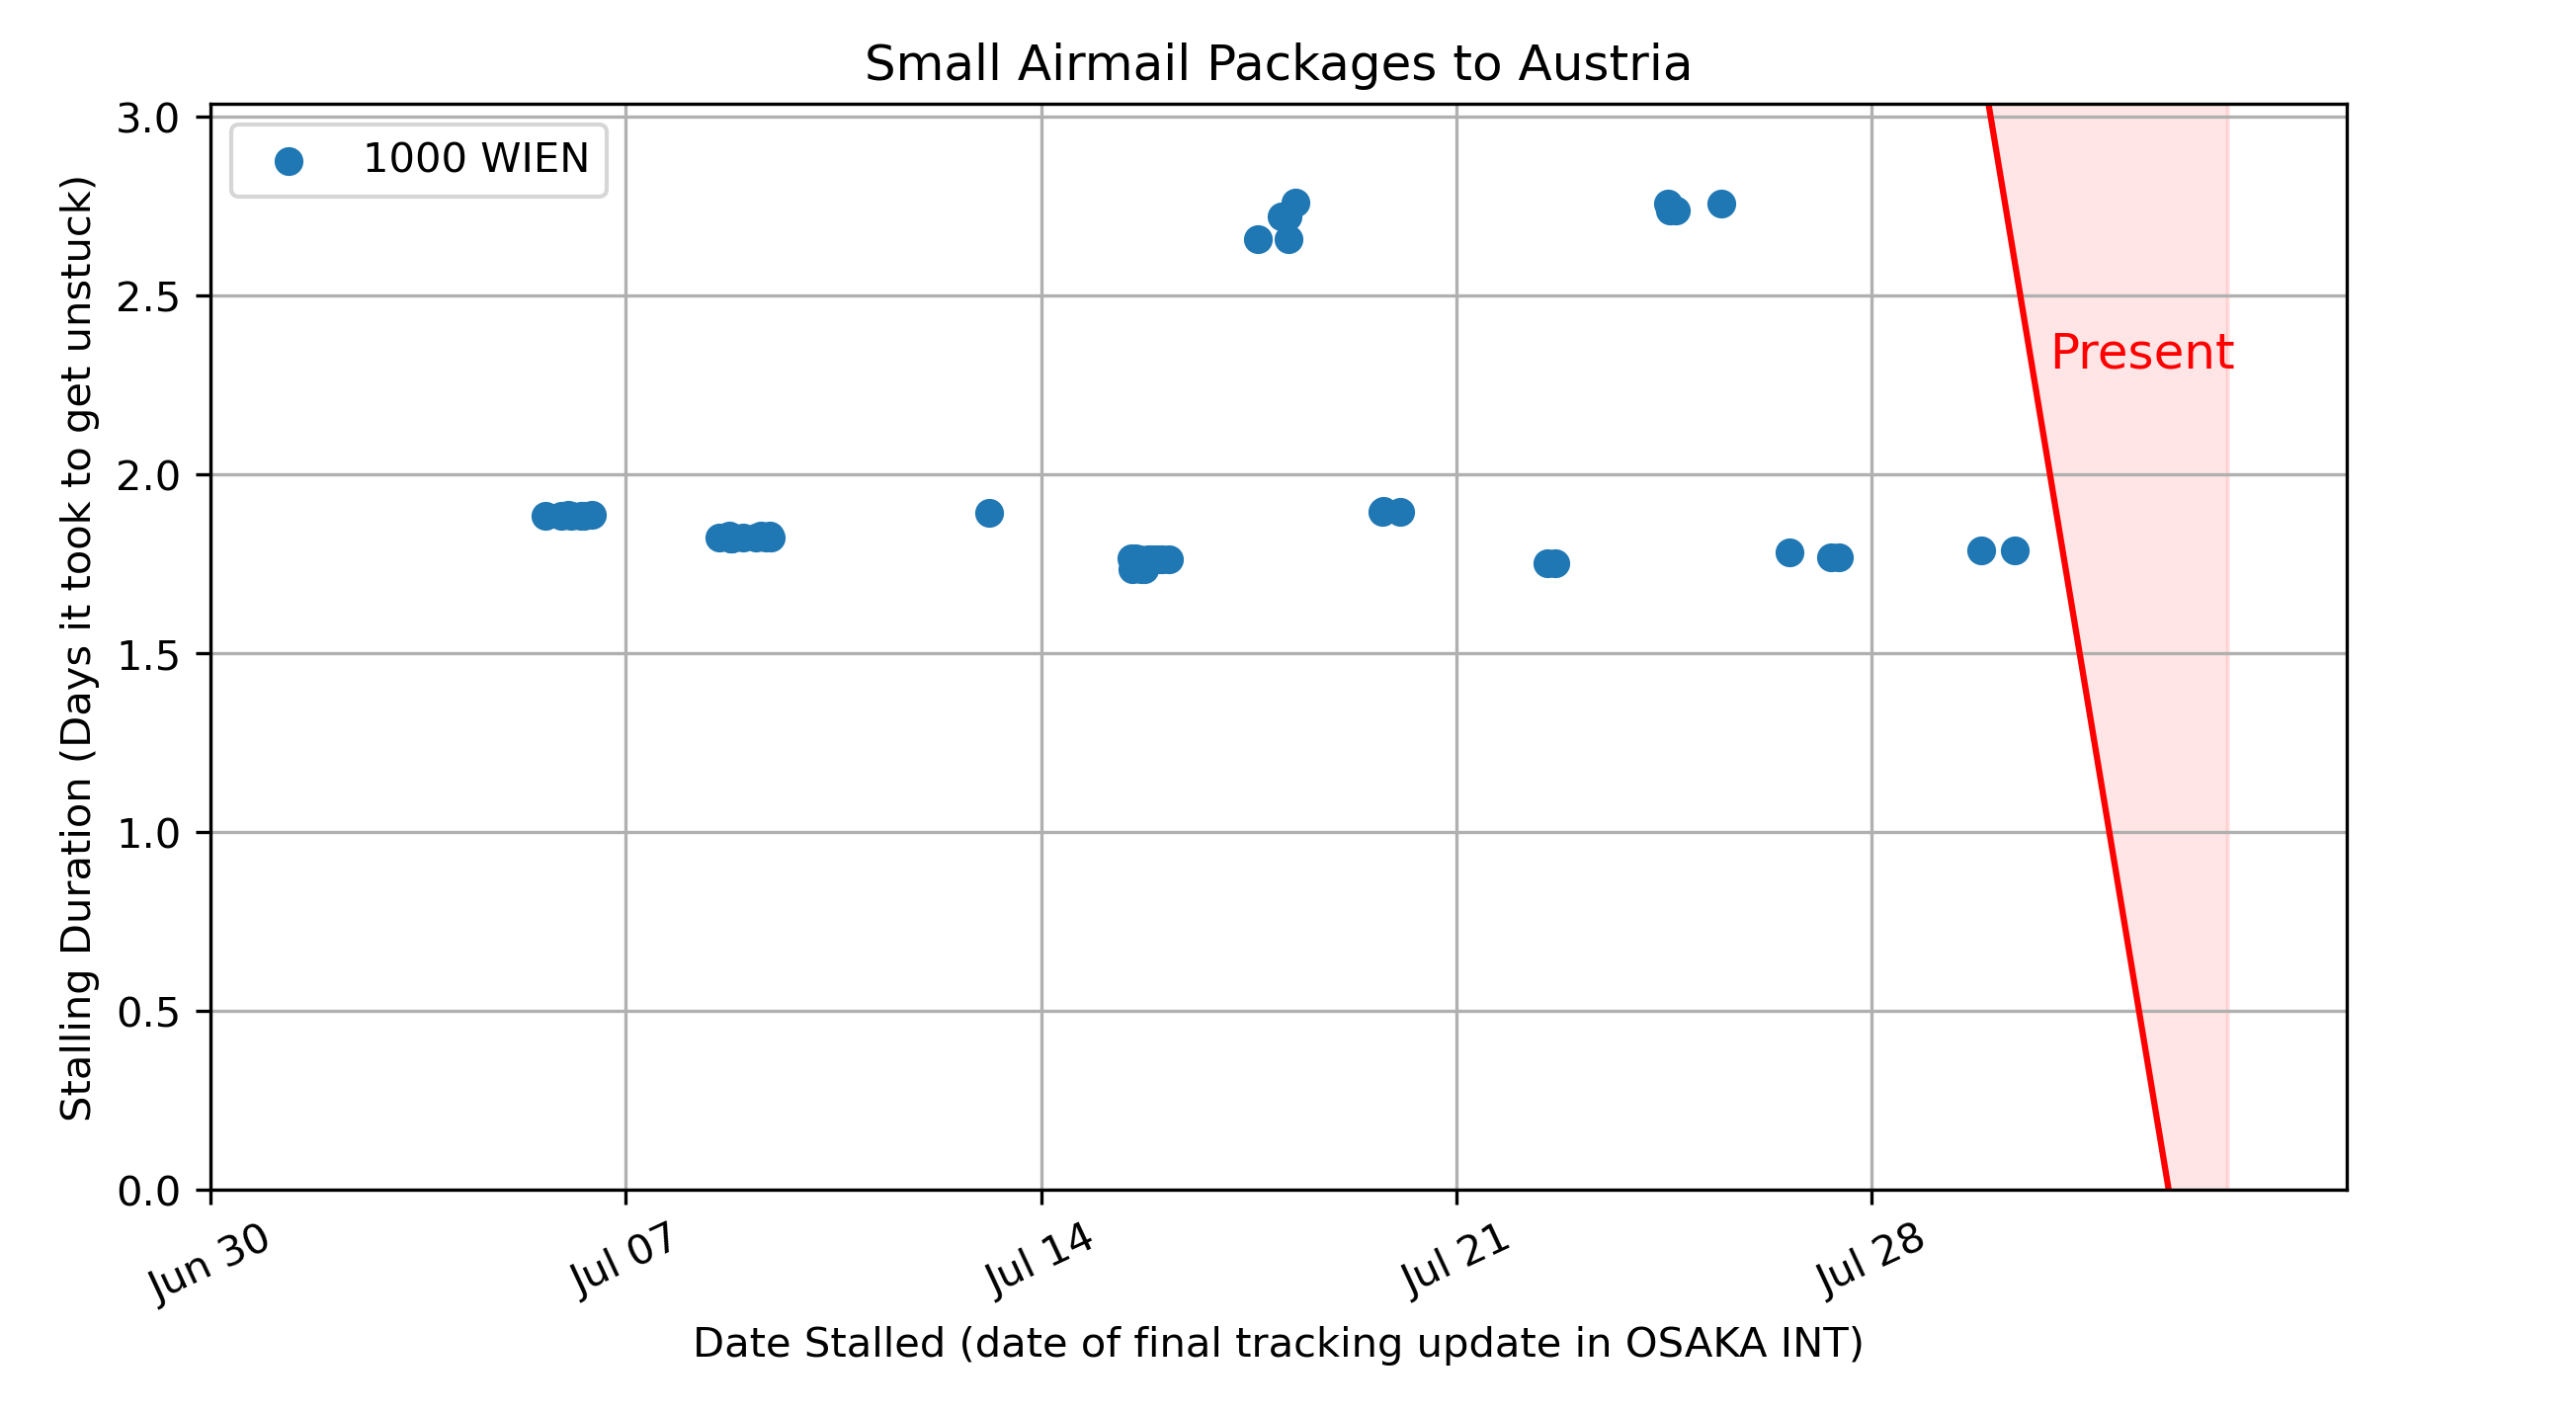 Small Airmail Packages to Austria
3.0
1000 WIEN
2.5
Present
2.0
1.5
1.0
0.5
0.0
Stalling Duration (Days it took to get unstuck)
Jun 30
Jul 07
Jul 14
Jul 21
Jul 28
Date Stalled (date of final tracking update in OSAKA INT)